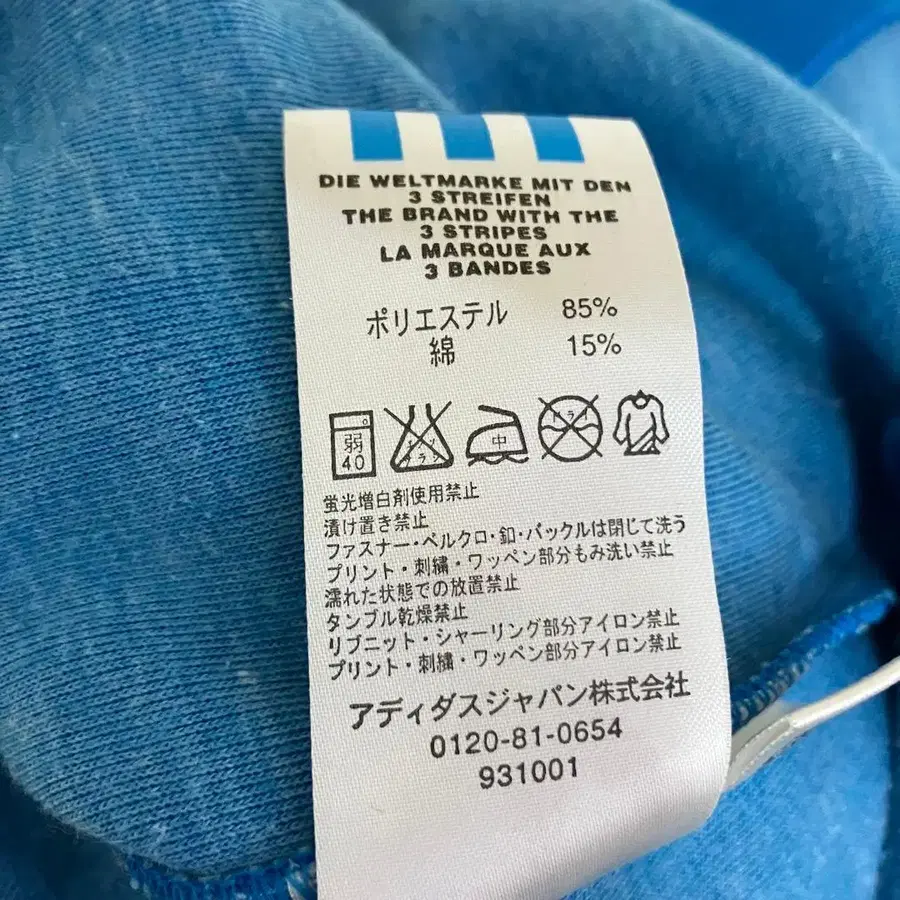 DIE WELTMARKE MIT DEN
3 STREIFEN
THE BRAND WITH THE
3 STRIPES
LA MARQUE AUX
3 BANDES
ポリエステル 85%
綿 15%
弱 中 ドライ
40
蛍光増白剤使用禁止
漬け置き禁止
ファスナー・ベルクロ・釦・バックルは閉じて洗う
プリント・刺繍・ワッペン部分もみ洗い禁止
濡れた状態での放置禁止
タンブル乾燥禁止
リブニット・シャーリング部分アイロン禁止
プリント・刺繍・ワッペン部分アイロン禁止
アディダスジャパン株式会社
0120-81-0654
931001